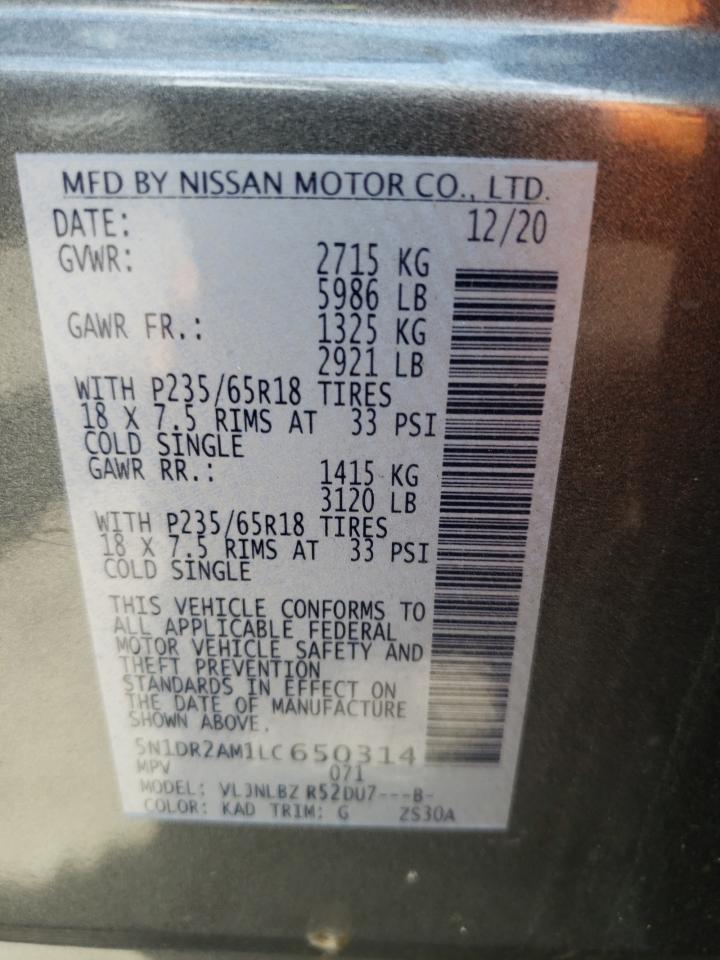 MFD BY NISSAN MOTOR CO., LTD.
DATE: 12/20
GVWR: 2715 KG
5986 LB
GAWR FR.: 1325 KG
2921 LB
WITH P235/65R18 TIRES
18 X 7.5 RIMS AT 33 PSI
COLD SINGLE
GAWR RR.: 1415 KG
3120 LB
WITH P235/65R18 TIRES
18 X 7.5 RIMS AT 33 PSI
COLD SINGLE
THIS VEHICLE CONFORMS TO
ALL APPLICABLE FEDERAL
MOTOR VEHICLE SAFETY AND
THEFT PREVENTION
STANDARDS IN EFFECT ON
THE DATE OF MANUFACTURE
SHOWN ABOVE.
5N1DR2AM1LC650314
MPV 071
MODEL: VLJNLBZ R52DU7---B-
COLOR: KAD TRIM: G ZS30A